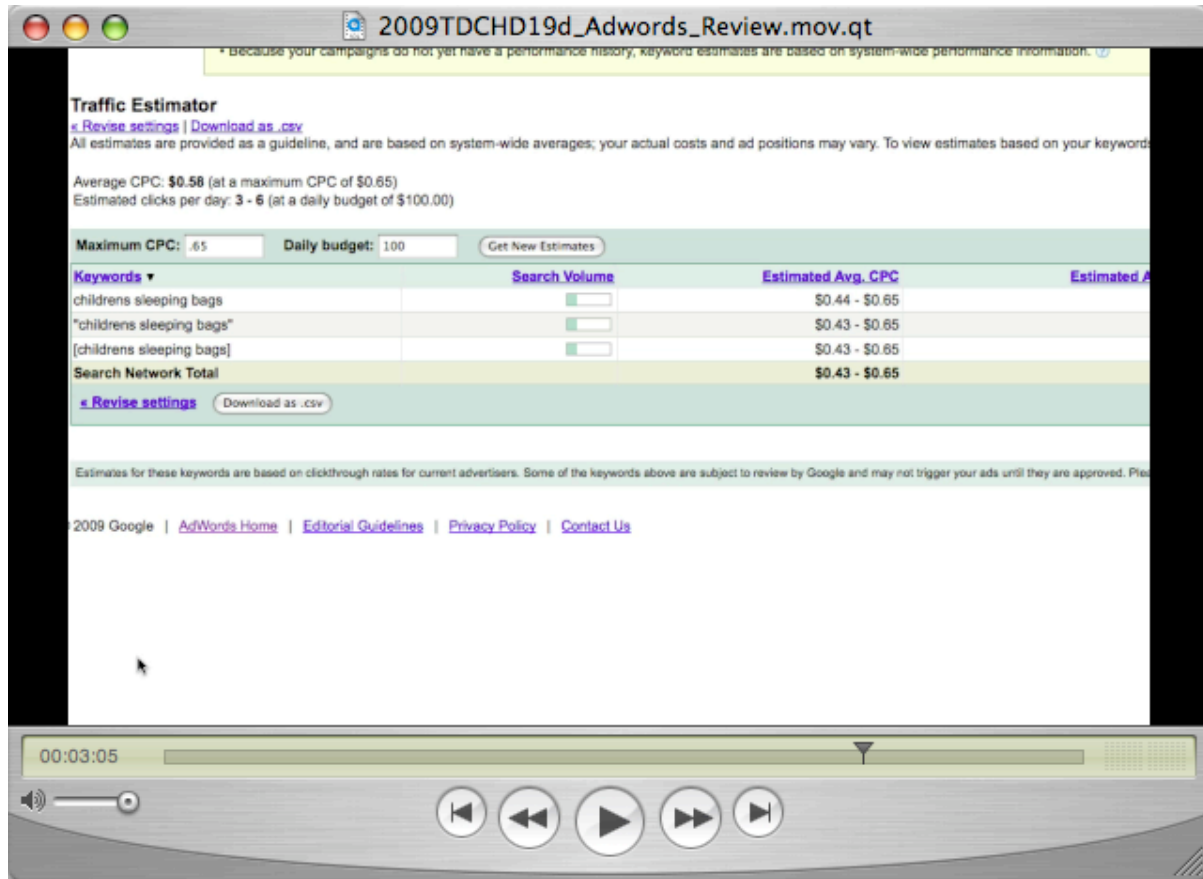 2009TDCHD19d_Adwords_Review.mov.qt
• Because your campaigns do not yet have a performance history, keyword estimates are based on system-wide performance information.
Traffic Estimator
« Revise settings | Download as .csv
All estimates are provided as a guideline, and are based on system-wide averages; your actual costs and ad positions may vary. To view estimates based on your keywords
Average CPC: $0.58 (at a maximum CPC of $0.65)
Estimated clicks per day: 3 - 6 (at a daily budget of $100.00)
Maximum CPC: .65 Daily budget: 100 Get New Estimates
Keywords ▼ Search Volume Estimated Avg. CPC Estimated A
childrens sleeping bags $0.44 - $0.65
"childrens sleeping bags" $0.43 - $0.65
[childrens sleeping bags] $0.43 - $0.65
Search Network Total $0.43 - $0.65
« Revise settings Download as .csv
Estimates for these keywords are based on clickthrough rates for current advertisers. Some of the keywords above are subject to review by Google and may not trigger your ads until they are approved. Plea
2009 Google | AdWords Home | Editorial Guidelines | Privacy Policy | Contact Us
00:03:05